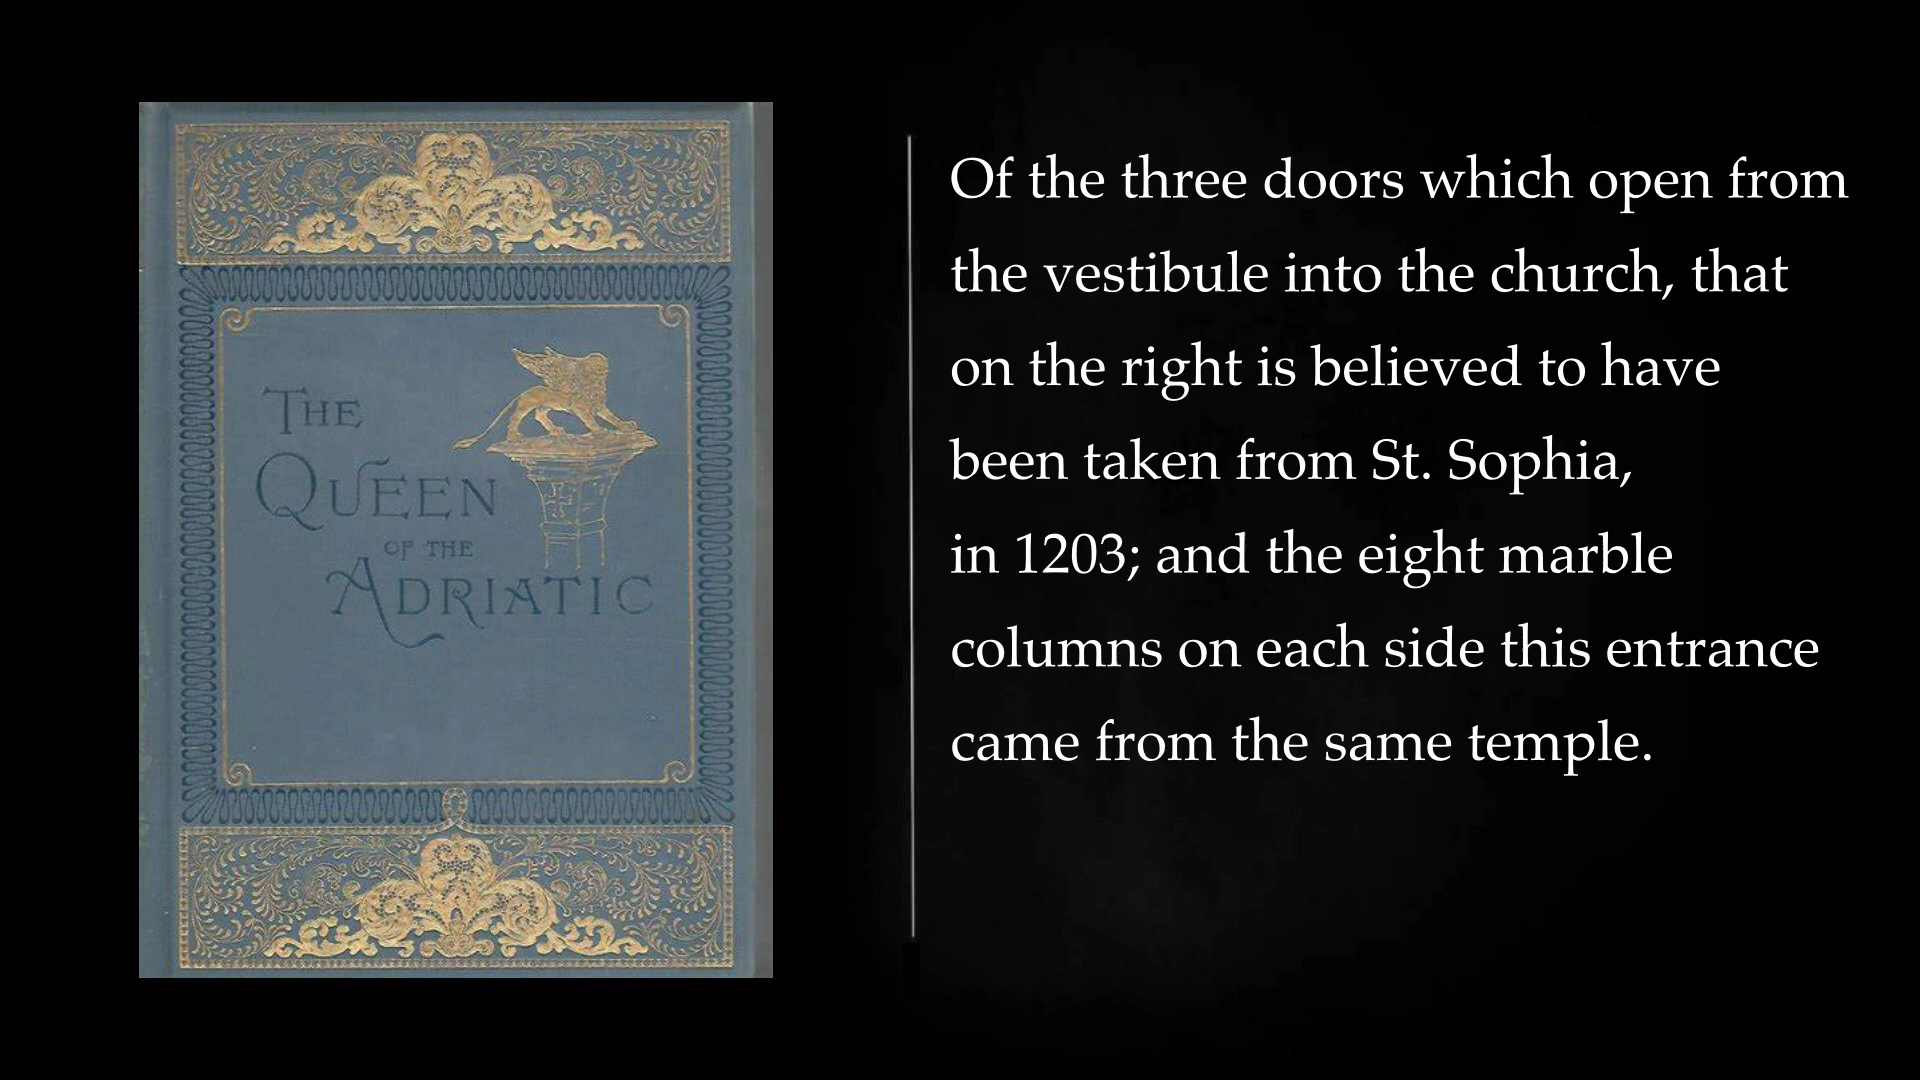 THE
QUEEN
OF THE
ADRIATIC
Of the three doors which open from
the vestibule into the church, that
on the right is believed to have
been taken from St. Sophia,
in 1203; and the eight marble
columns on each side this entrance
came from the same temple.